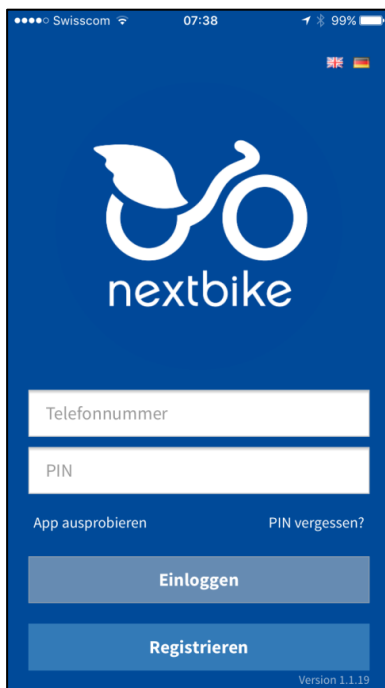 Swisscom 07:38 99%
nextbike
Telefonnummer
PIN
App ausprobieren PIN vergessen?
Einloggen
Registrieren
Version 1.1.19